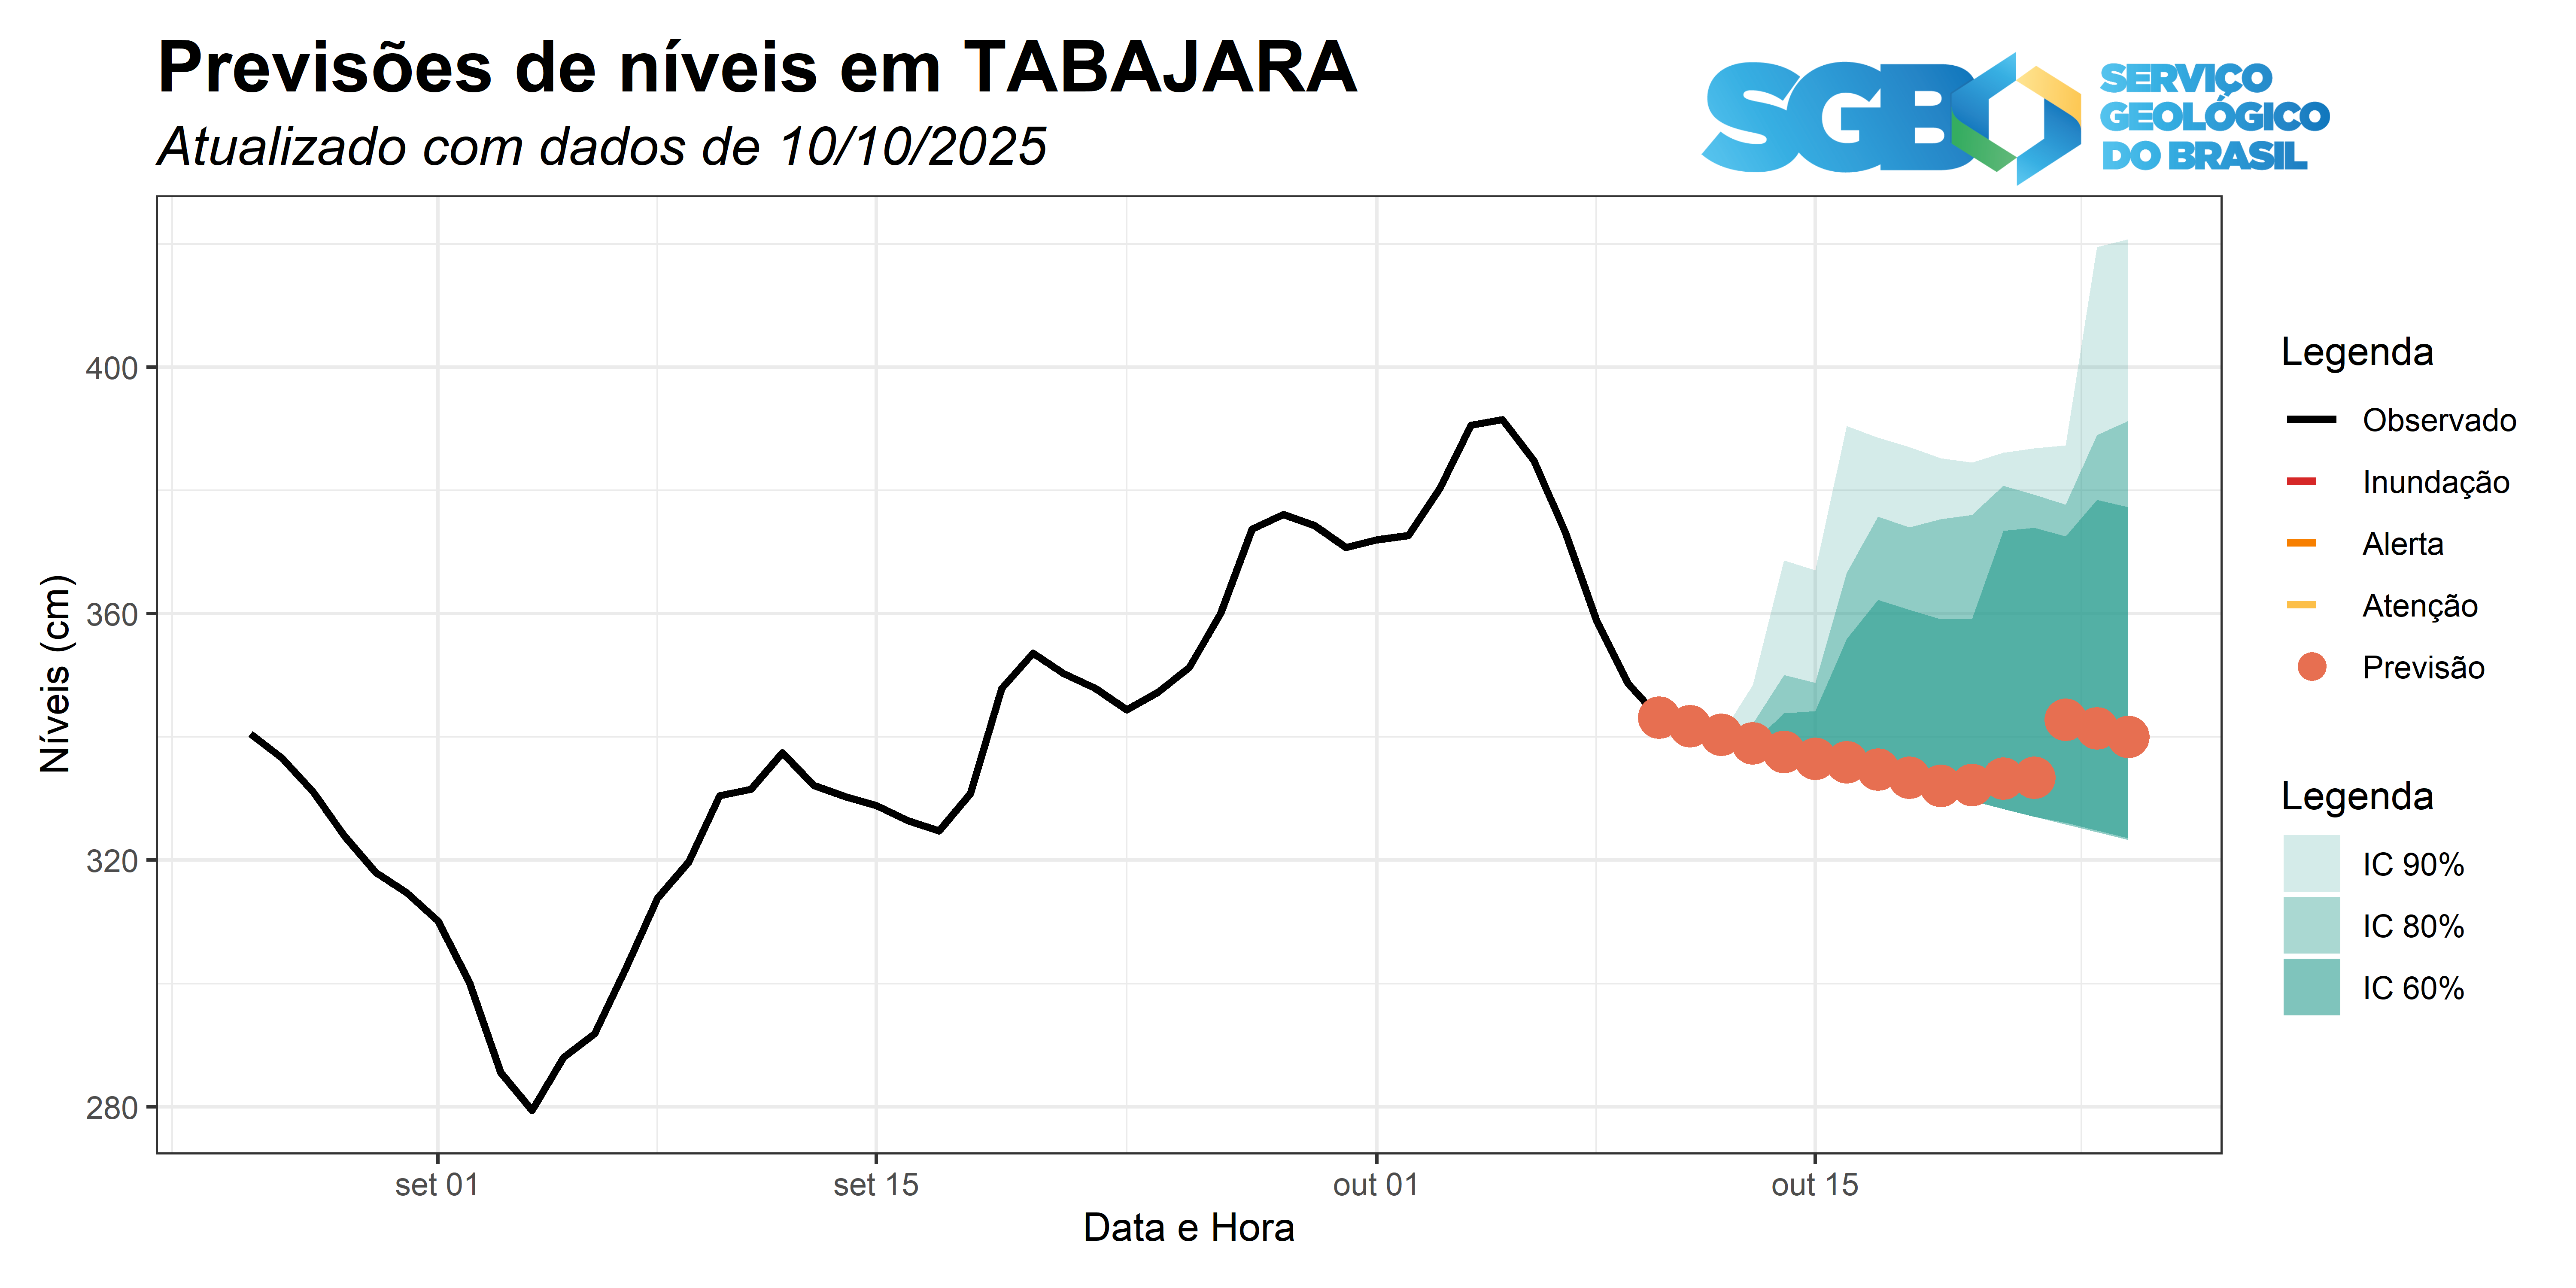 Previsões de níveis em TABAJARA
Atualizado com dados de 10/10/2025
SGB
SERVIÇO
GEOLÓGICO
DO BRASIL
Níveis (cm)
400
360
320
280
set 01
set 15
out 01
out 15
Data e Hora
Legenda
Observado
Inundação
Alerta
Atenção
Previsão
Legenda
IC 90%
IC 80%
IC 60%